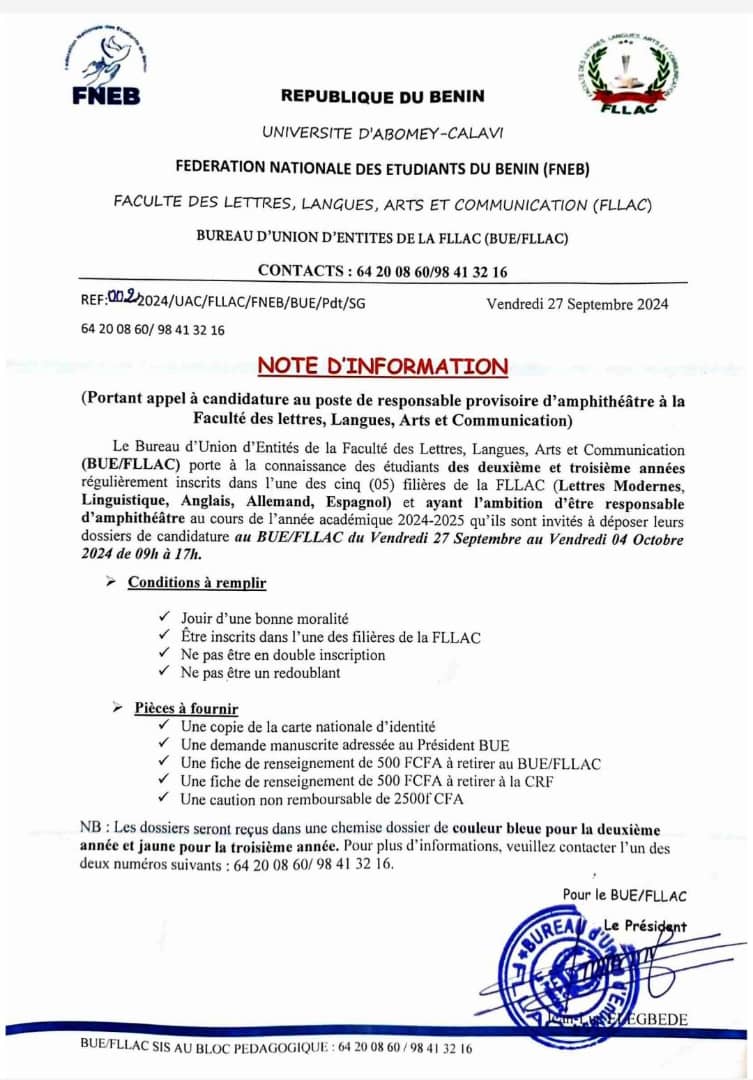 FNEB
FLLAC
REPUBLIQUE DU BENIN
UNIVERSITE D'ABOMEY-CALAVI
FEDERATION NATIONALE DES ETUDIANTS DU BENIN (FNEB)
FACULTE DES LETTRES, LANGUES, ARTS ET COMMUNICATION (FLLAC)
BUREAU D'UNION D'ENTITES DE LA FLLAC (BUE/FLLAC)
CONTACTS : 64 20 08 60/98 41 32 16
REF:002/2024/UAC/FLLAC/FNEB/BUE/Pdt/SG Vendredi 27 Septembre 2024
64 20 08 60/ 98 41 32 16
NOTE D'INFORMATION
(Portant appel à candidature au poste de responsable provisoire d'amphithéâtre à la
Faculté des lettres, Langues, Arts et Communication)
Le Bureau d'Union d'Entités de la Faculté des Lettres, Langues, Arts et Communication
(BUE/FLLAC) porte à la connaissance des étudiants des deuxième et troisième années
régulièrement inscrits dans l'une des cinq (05) filières de la FLLAC (Lettres Modernes,
Linguistique, Anglais, Allemand, Espagnol) et ayant l'ambition d'être responsable
d'amphithéâtre au cours de l'année académique 2024-2025 qu'ils sont invités à déposer leurs
dossiers de candidature au BUE/FLLAC du Vendredi 27 Septembre au Vendredi 04 Octobre
2024 de 09h à 17h.
➢ Conditions à remplir
✓ Jouir d'une bonne moralité
✓ Être inscrits dans l'une des filières de la FLLAC
✓ Ne pas être en double inscription
✓ Ne pas être un redoublant
➢ Pièces à fournir
✓ Une copie de la carte nationale d'identité
✓ Une demande manuscrite adressée au Président BUE
✓ Une fiche de renseignement de 500 FCFA à retirer au BUE/FLLAC
✓ Une fiche de renseignement de 500 FCFA à retirer à la CRF
✓ Une caution non remboursable de 2500f CFA
NB : Les dossiers seront reçus dans une chemise dossier de couleur bleue pour la deuxième
année et jaune pour la troisième année. Pour plus d'informations, veuillez contacter l'un des
deux numéros suivants : 64 20 08 60/ 98 41 32 16.
Pour le BUE/FLLAC
Le Président
BUREAU d'Union d'En
BUE/FLLAC SIS AU BLOC PEDAGOGIQUE : 64 20 08 60 / 98 41 32 16